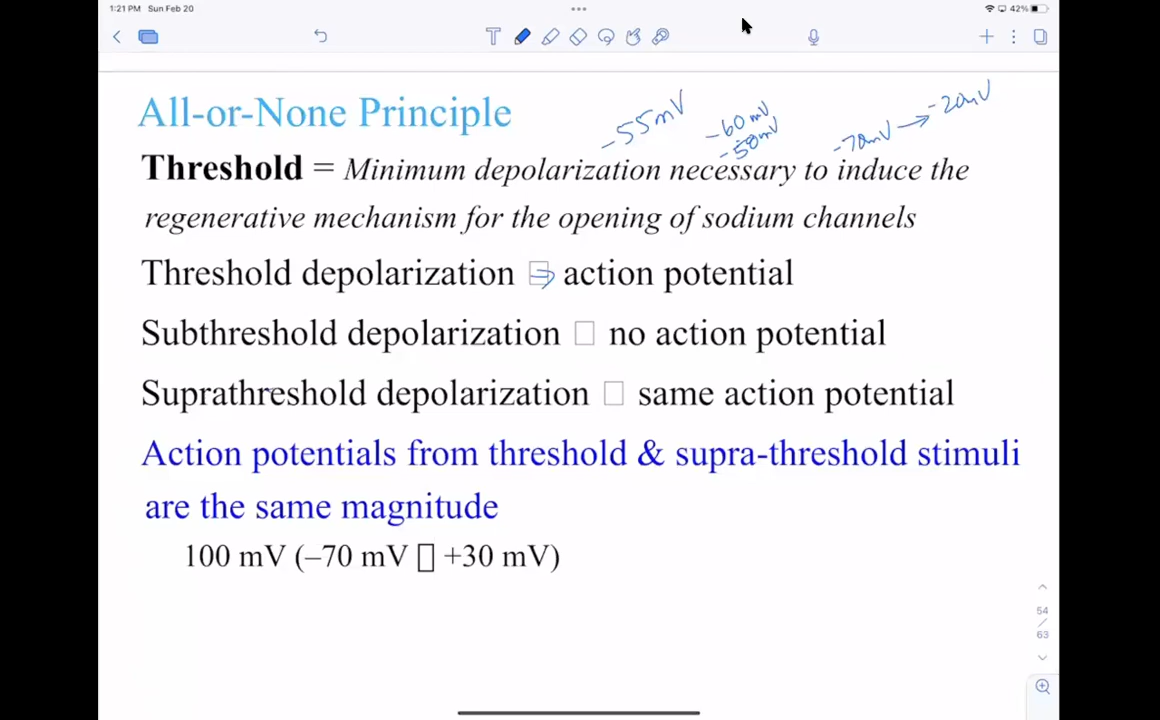 1:21 PM Sun Feb 20
42%
All-or-None Principle
-55mV
-60mV
-50mV
-70mV → -20mV
Threshold = Minimum depolarization necessary to induce the
regenerative mechanism for the opening of sodium channels
Threshold depolarization → action potential
Subthreshold depolarization □ no action potential
Suprathreshold depolarization □ same action potential
Action potentials from threshold & supra-threshold stimuli
are the same magnitude
100 mV (–70 mV □ +30 mV)
54
/
63